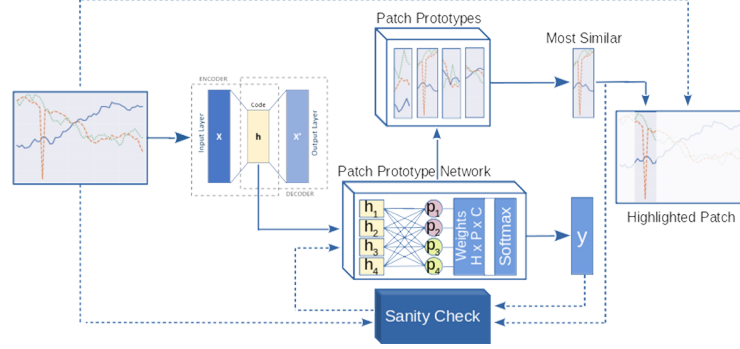 Patch Prototypes
Most Similar
ENCODER
Code
Input Layer
X
h
X'
Output Layer
DECODER
Highlighted Patch
Patch Prototype Network
h1
h2
h3
h4
p1
p2
p3
p4
Weights
H x P x C
Softmax
y
Sanity Check